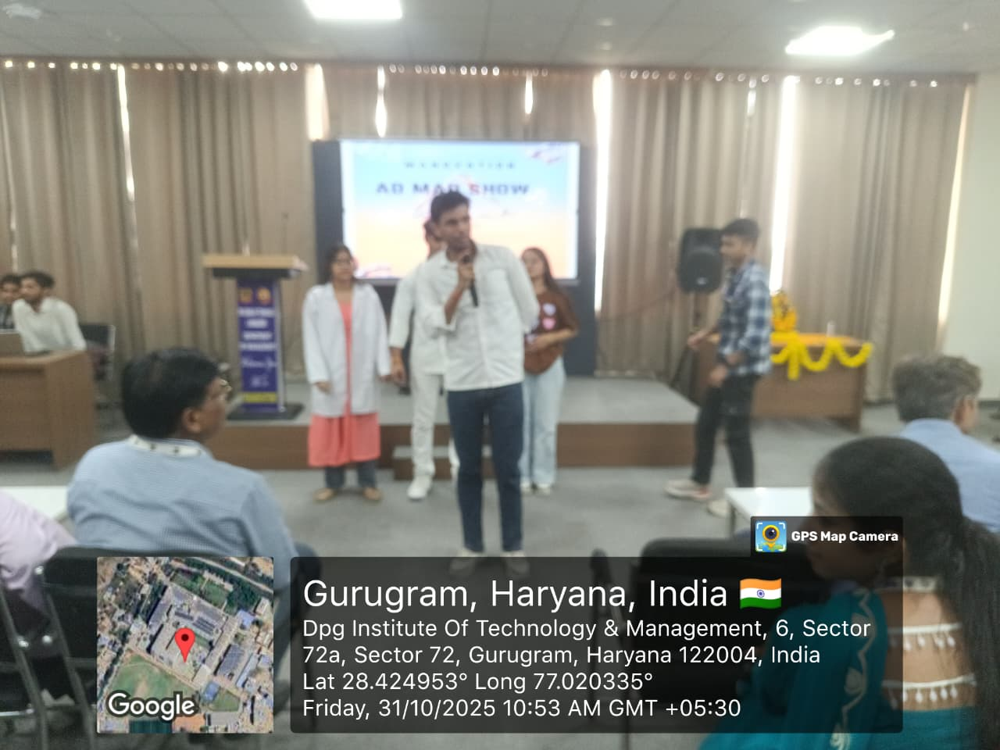 AD MAD SHOW
GPS Map Camera
Gurugram, Haryana, India
Dpg Institute Of Technology & Management, 6, Sector
72a, Sector 72, Gurugram, Haryana 122004, India
Lat 28.424953° Long 77.020335°
Friday, 31/10/2025 10:53 AM GMT +05:30
Google